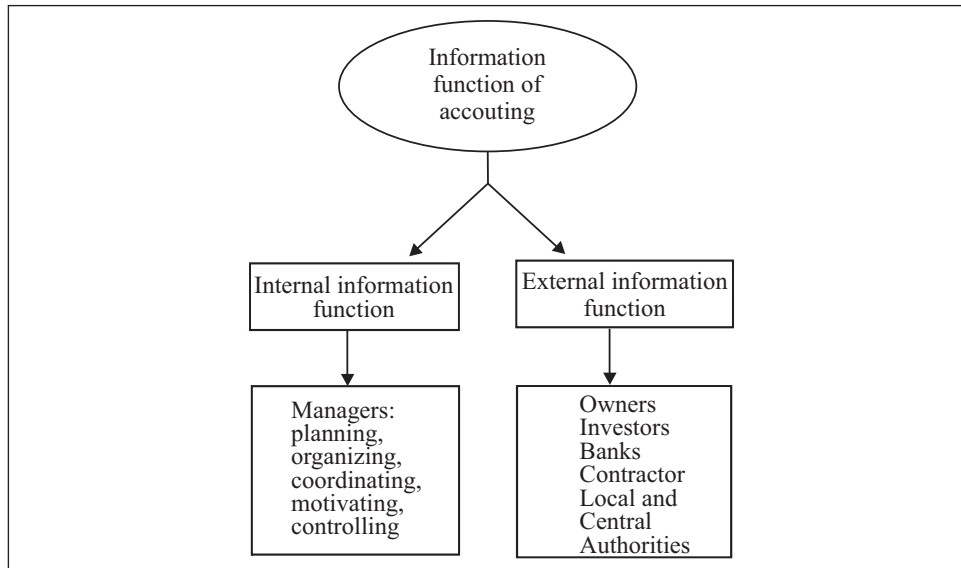 Information
function of
accouting
Internal information
function
External information
function
Managers:
planning,
organizing,
coordinating,
motivating,
controlling
Owners
Investors
Banks
Contractor
Local and
Central
Authorities